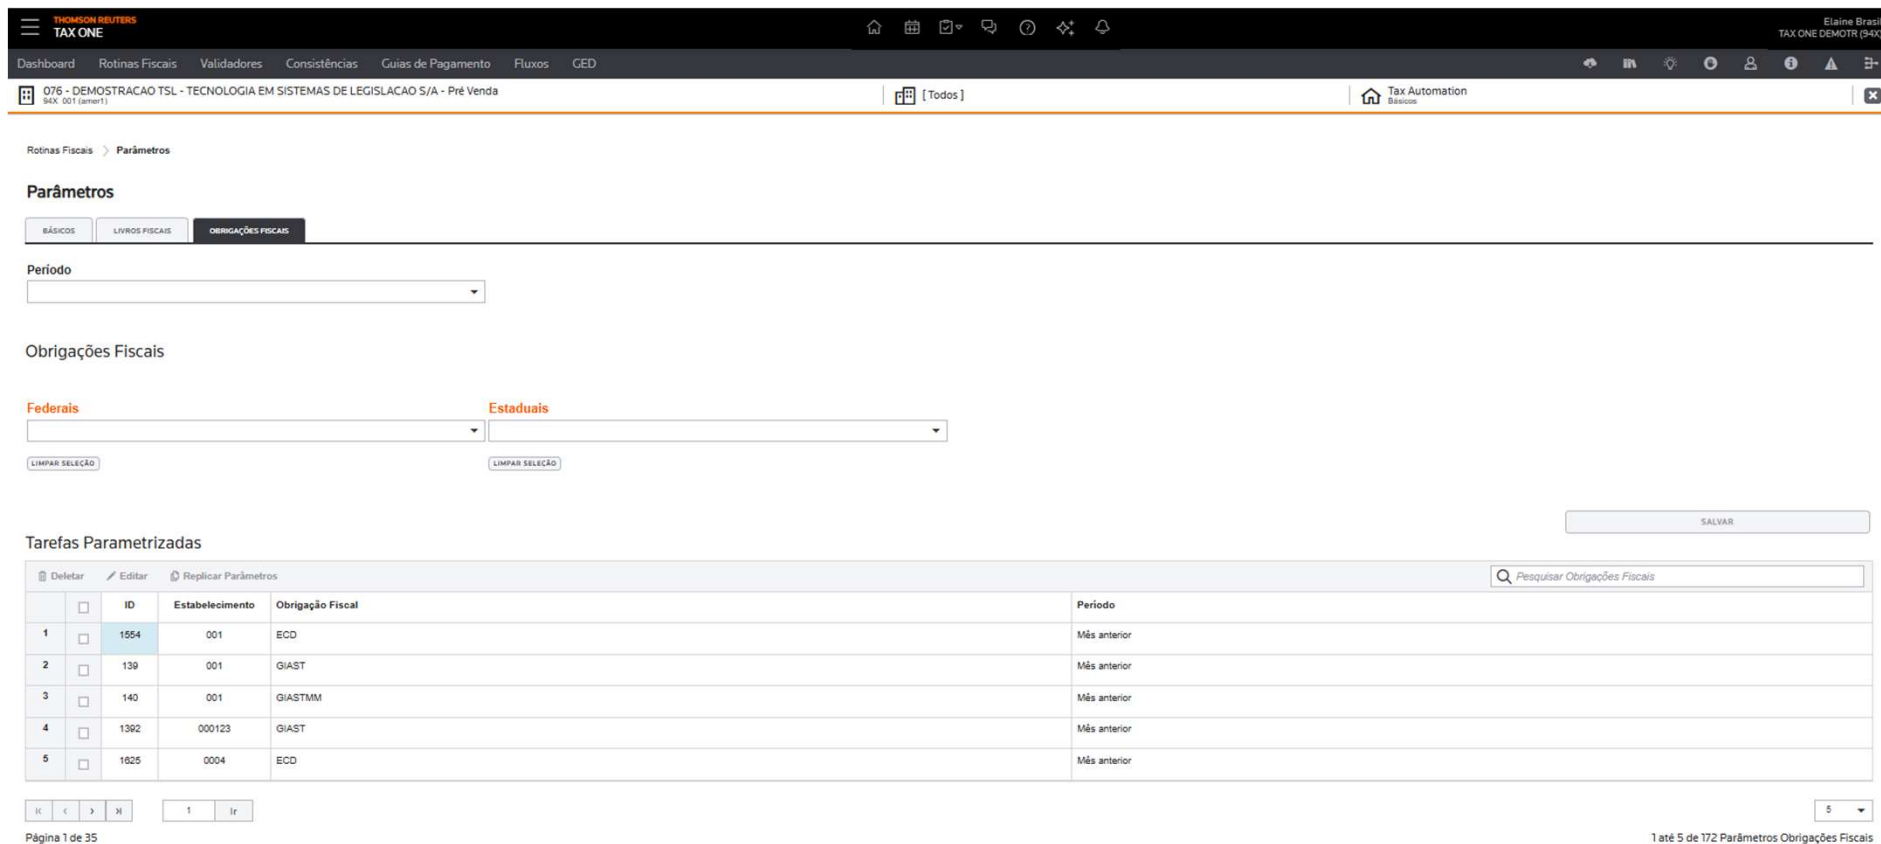 THOMSON REUTERS
TAX ONE
Elaine Brasil
TAX ONE DEMOTR (94X)
Dashboard Rotinas Fiscais Validadores Consistências Guias de Pagamento Fluxos GED
076 - DEMOSTRACAO TSL - TECNOLOGIA EM SISTEMAS DE LEGISLACAO S/A - Pré Venda
94X 001 (amer1)
[ Todos ]
Tax Automation
Básicos
Rotinas Fiscais > Parâmetros
Parâmetros
BÁSICOS LIVROS FISCAIS OBRIGAÇÕES FISCAIS
Período
Obrigações Fiscais
Federais Estaduais
LIMPAR SELEÇÃO LIMPAR SELEÇÃO
SALVAR
Tarefas Parametrizadas
Deletar Editar Replicar Parâmetros Pesquisar Obrigações Fiscais
ID Estabelecimento Obrigação Fiscal Período
1 1554 001 ECD Mês anterior
2 139 001 GIAST Mês anterior
3 140 001 GIASTMM Mês anterior
4 1392 000123 GIAST Mês anterior
5 1625 0004 ECD Mês anterior
1 Ir 5
Página 1 de 35 1 até 5 de 172 Parâmetros Obrigações Fiscais